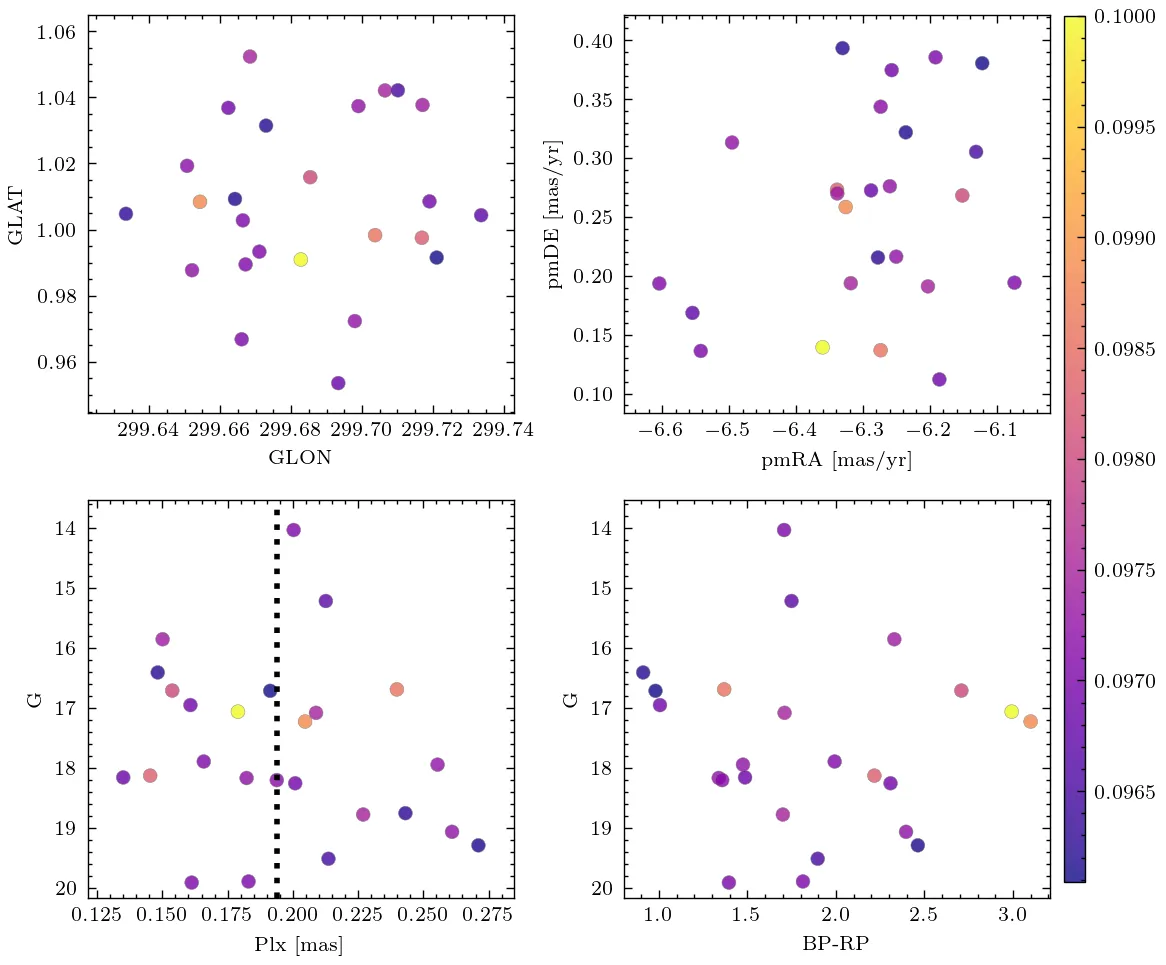 1.06
1.04
1.02
1.00
0.98
0.96
GLAT
299.64 299.66 299.68 299.70 299.72 299.74
GLON
0.40
0.35
0.30
0.25
0.20
0.15
0.10
pmDE [mas/yr]
−6.6 −6.5 −6.4 −6.3 −6.2 −6.1
pmRA [mas/yr]
0.1000
0.0995
0.0990
0.0985
0.0980
0.0975
0.0970
0.0965
14
15
16
17
18
19
20
G
0.125 0.150 0.175 0.200 0.225 0.250 0.275
Plx [mas]
14
15
16
17
18
19
20
G
1.0 1.5 2.0 2.5 3.0
BP-RP